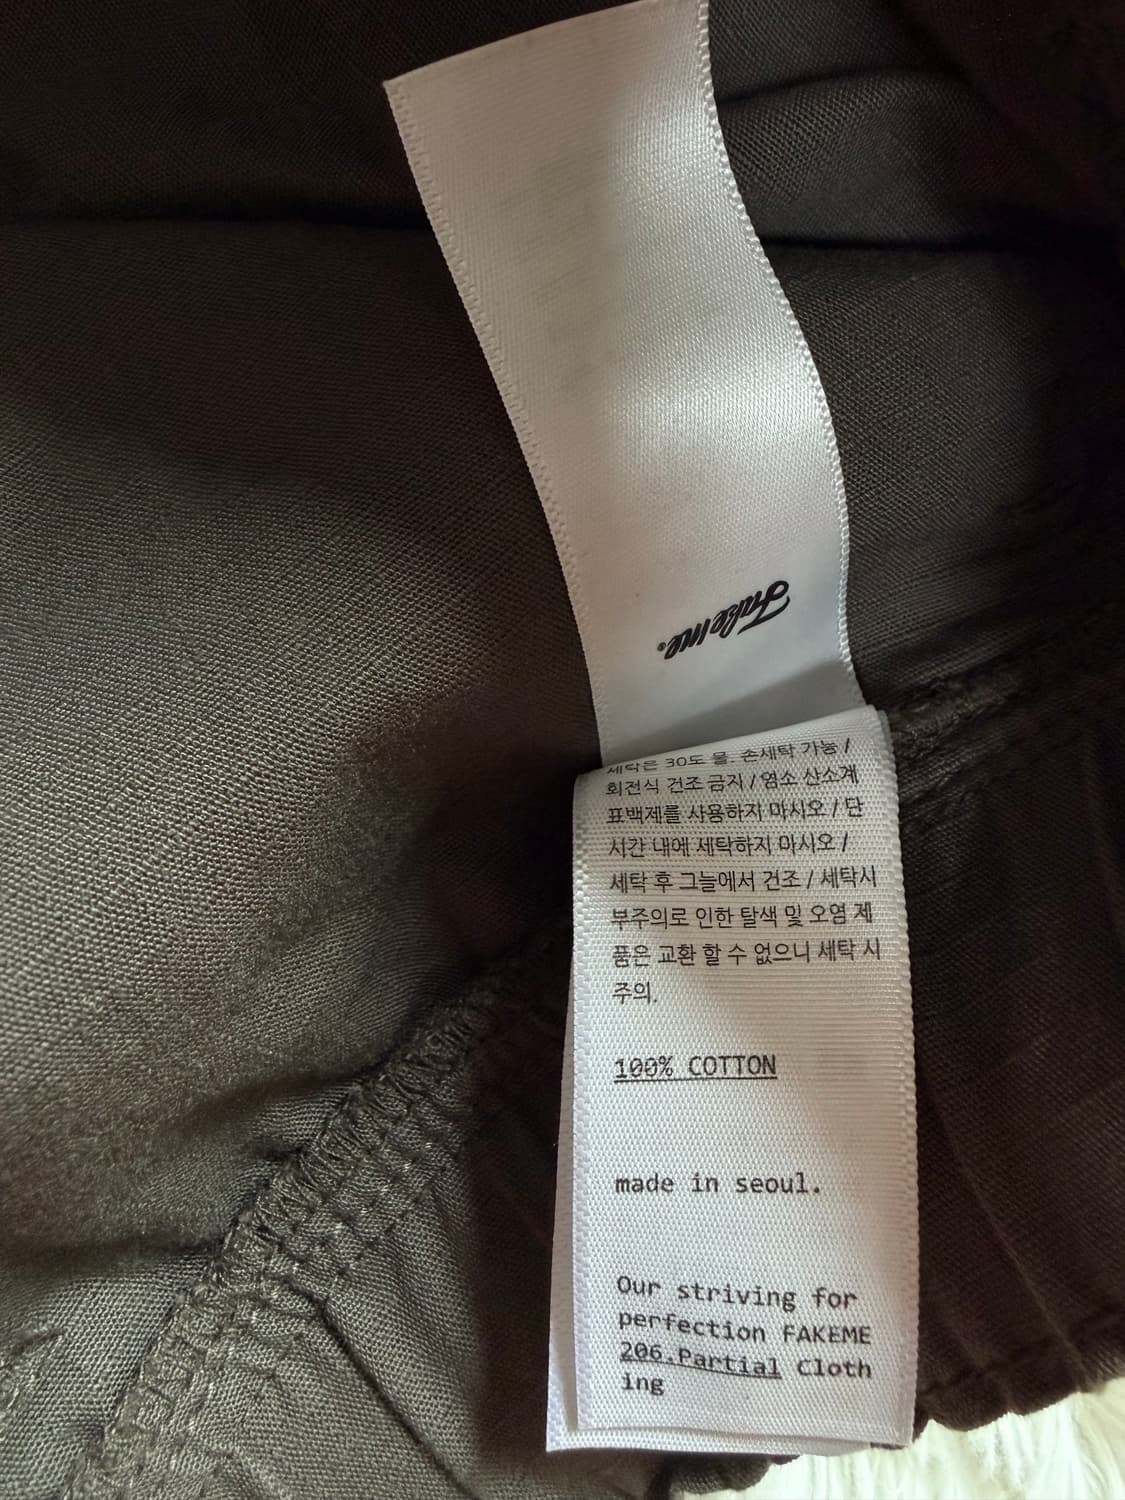 Fakeme.®
세탁은 30도 물. 손세탁 가능 /
회전식 건조 금지 / 염소 산소계
표백제를 사용하지 마시오 / 단
시간 내에 세탁하지 마시오 /
세탁 후 그늘에서 건조 / 세탁시
부주의로 인한 탈색 및 오염 제
품은 교환 할 수 없으니 세탁 시
주의.
100% COTTON
made in seoul.
Our striving for
perfection FAKEME
206.Partial Cloth
ing